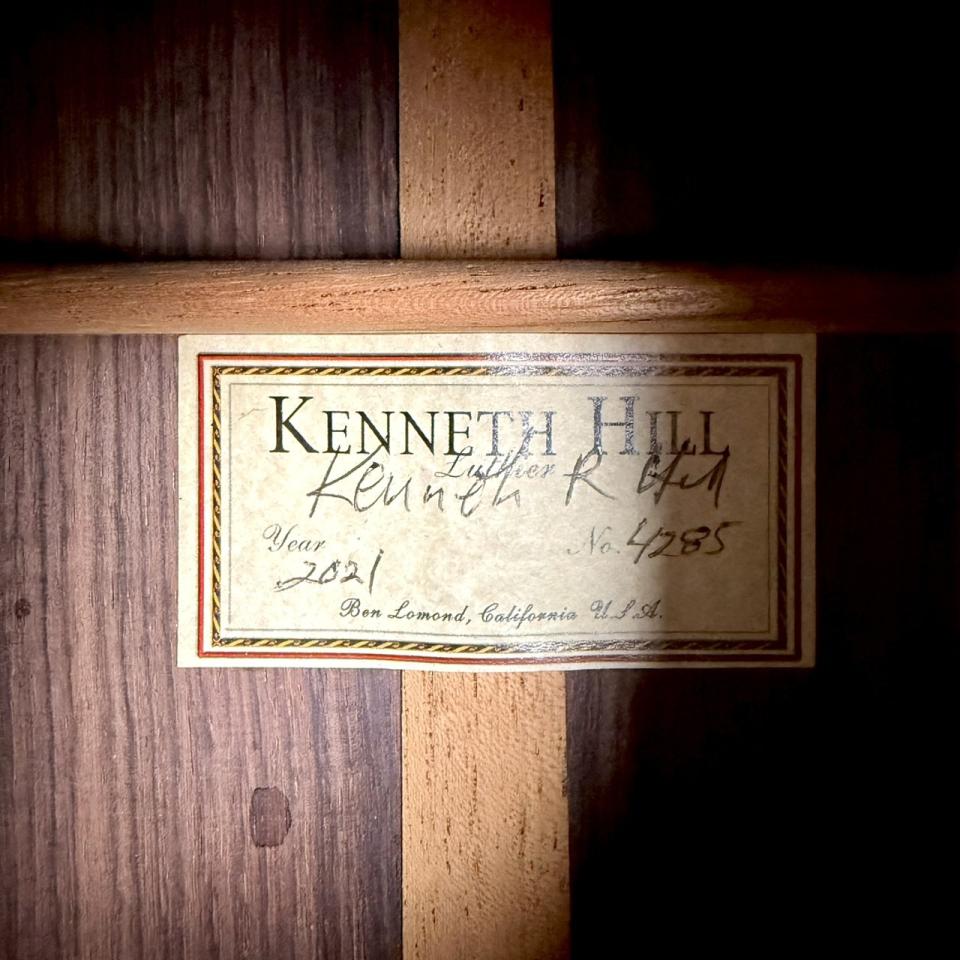 KENNETH HILL
Luthier
Kenneth R Hill
Year No. 4285
2021
Ben Lomond, California U.S.A.